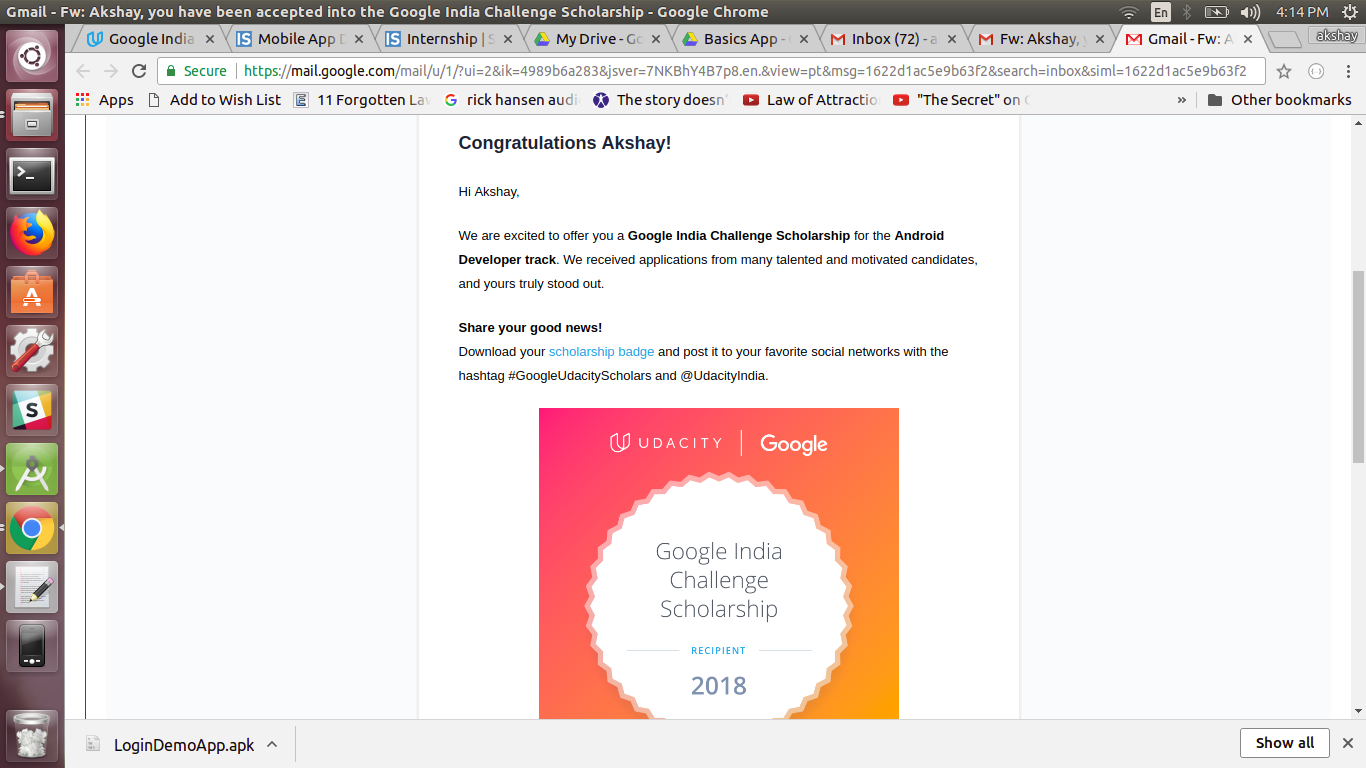 Gmail - Fw: Akshay, you have been accepted into the Google India Challenge Scholarship - Google Chrome
En
4:14 PM
Google India
Mobile App D
Internship | S
My Drive - Go
Basics App -
Inbox (72) - a
Fw: Akshay, y
Gmail - Fw: A
akshay
Secure
https://mail.google.com/mail/u/1/?ui=2&ik=4989b6a283&jsver=7NKBhY4B7p8.en.&view=pt&msg=1622d1ac5e9b63f2&search=inbox&siml=1622d1ac5e9b63f2
Apps
Add to Wish List
11 Forgotten La
rick hansen audi
The story doesn'
Law of Attractio
"The Secret" on
»
Other bookmarks
Congratulations Akshay!
Hi Akshay,
We are excited to offer you a Google India Challenge Scholarship for the Android
Developer track. We received applications from many talented and motivated candidates,
and yours truly stood out.
Share your good news!
Download your scholarship badge and post it to your favorite social networks with the
hashtag #GoogleUdacityScholars and @UdacityIndia.
UDACITY | Google
Google India
Challenge
Scholarship
RECIPIENT
2018
LoginDemoApp.apk
Show all